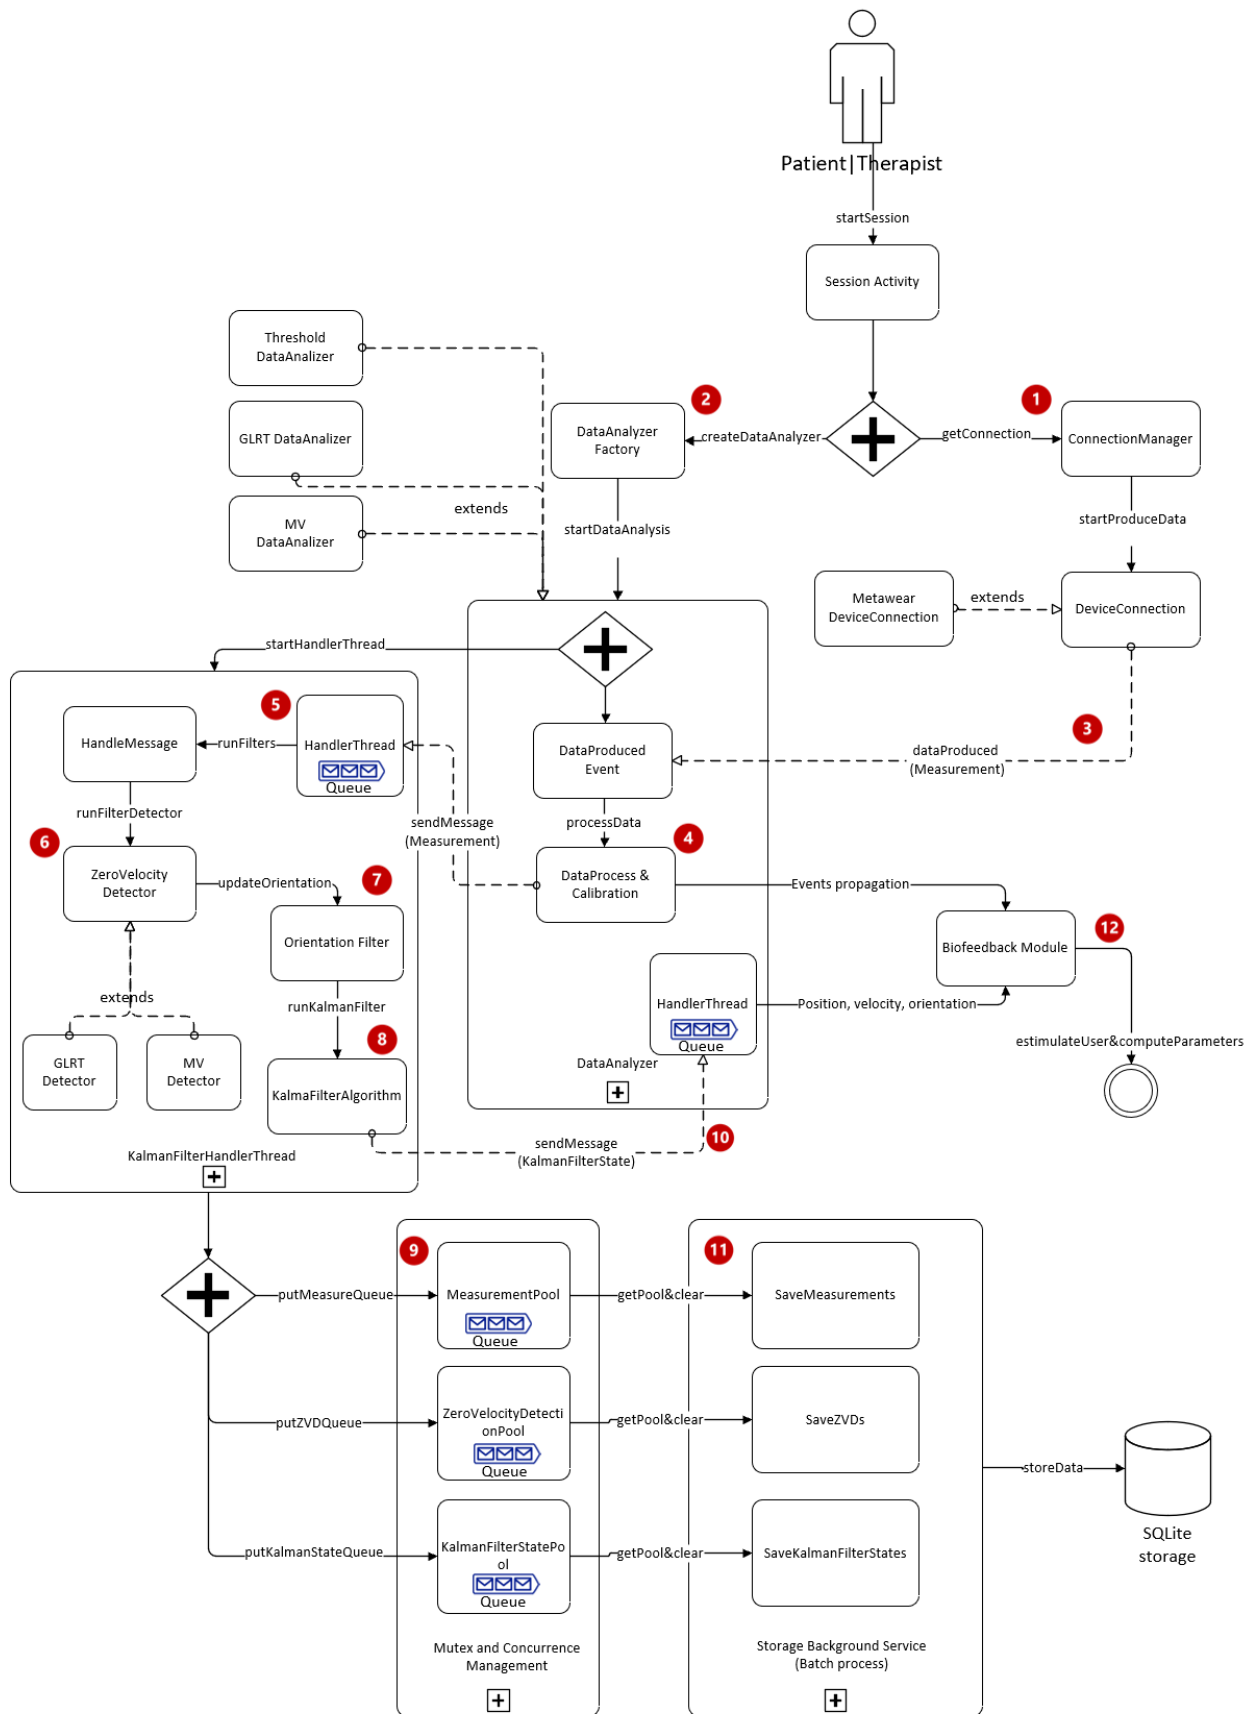 Patient|Therapist
startSession
Session Activity
Threshold
DataAnalizer
2
1
GLRT DataAnalizer
DataAnalyzer
Factory
createDataAnalyzer
getConnection
ConnectionManager
extends
MV
DataAnalizer
startDataAnalysis
startProduceData
Metawear
DeviceConnection
extends
DeviceConnection
startHandlerThread
5
HandleMessage
runFilters
HandlerThread
Queue
DataProduced
Event
3
dataProduced
(Measurement)
runFilterDetector
sendMessage
(Measurement)
processData
4
6
ZeroVelocity
Detector
updateOrientation
7
DataProcess &
Calibration
Events propagation
Orientation Filter
12
Biofeedback Module
extends
runKalmanFilter
HandlerThread
Queue
Position, velocity, orientation
8
GLRT
Detector
MV
Detector
KalmaFilterAlgorithm
DataAnalyzer
estimulateUser&computeParameters
KalmanFilterHandlerThread
sendMessage
(KalmanFilterState)
10
9
11
putMeasureQueue
MeasurementPool
Queue
getPool&clear
SaveMeasurements
putZVDQueue
ZeroVelocityDetecti
onPool
Queue
getPool&clear
SaveZVDs
storeData
SQLite
storage
putKalmanStateQueue
KalmanFilterStatePo
ol
Queue
getPool&clear
SaveKalmanFilterStates
Mutex and Concurrence
Management
Storage Background Service
(Batch process)